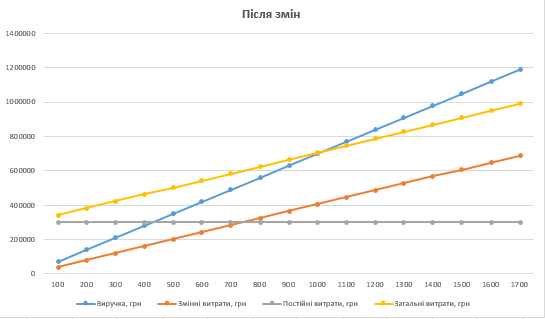 Після змін
1400000
1200000
1000000
800000
600000
400000
200000
0
100 200 300 400 500 600 700 800 900 1000 1100 1200 1300 1400 1500 1600 1700
Виручка, грн Змінні витрати, грн Постійні витрати, грн Загальні витрати, грн